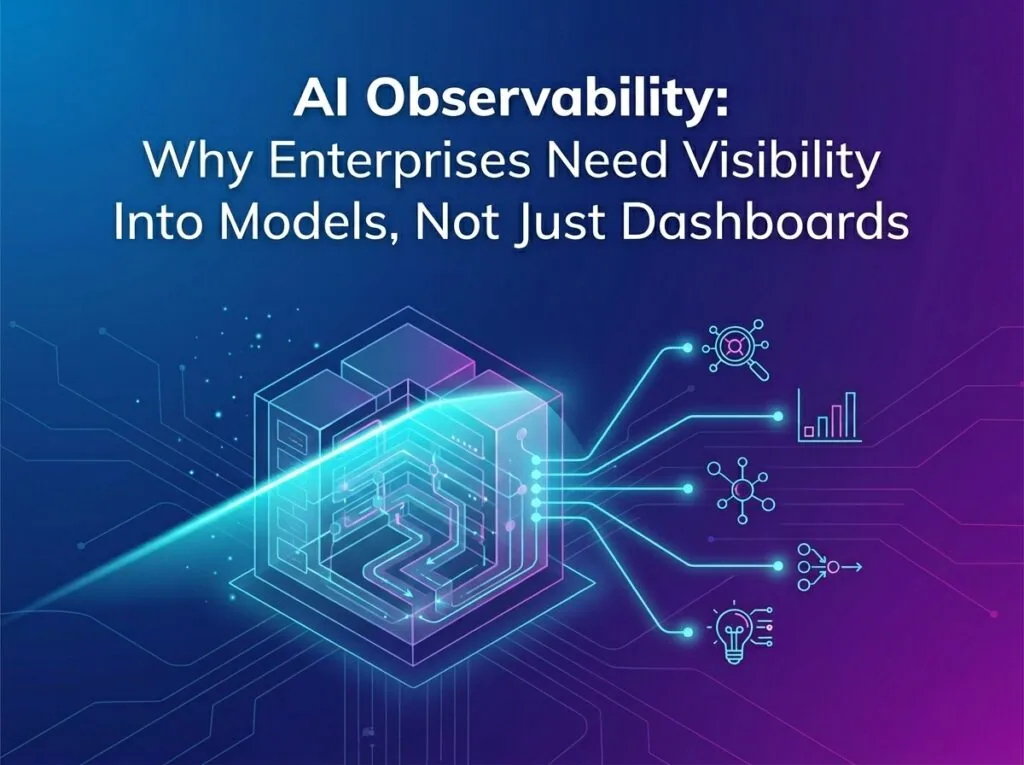 AI Observability:
Why Enterprises Need Visibility
Into Models, Not Just Dashboards